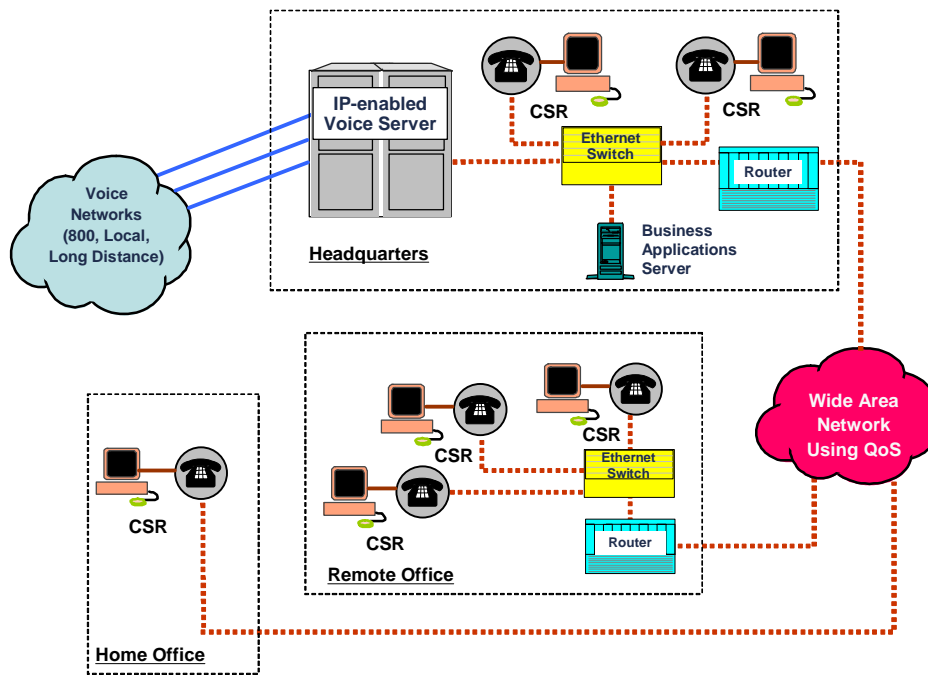 IP-enabled
Voice Server
CSR
CSR
Ethernet
Switch
Router
Voice
Networks
(800, Local,
Long Distance)
Business
Applications
Server
Headquarters
Wide Area
Network
Using QoS
CSR
CSR
Ethernet
Switch
CSR
Router
Remote Office
CSR
Home Office